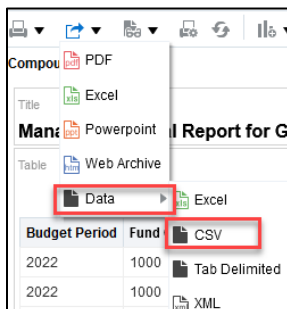 Compou
PDF
Title
Excel
Mana
Powerpoint
l Report for G
Table
Web Archive
Data
Excel
Budget Period
Fund
CSV
2022
1000
Tab Delimited
2022
1000
XML